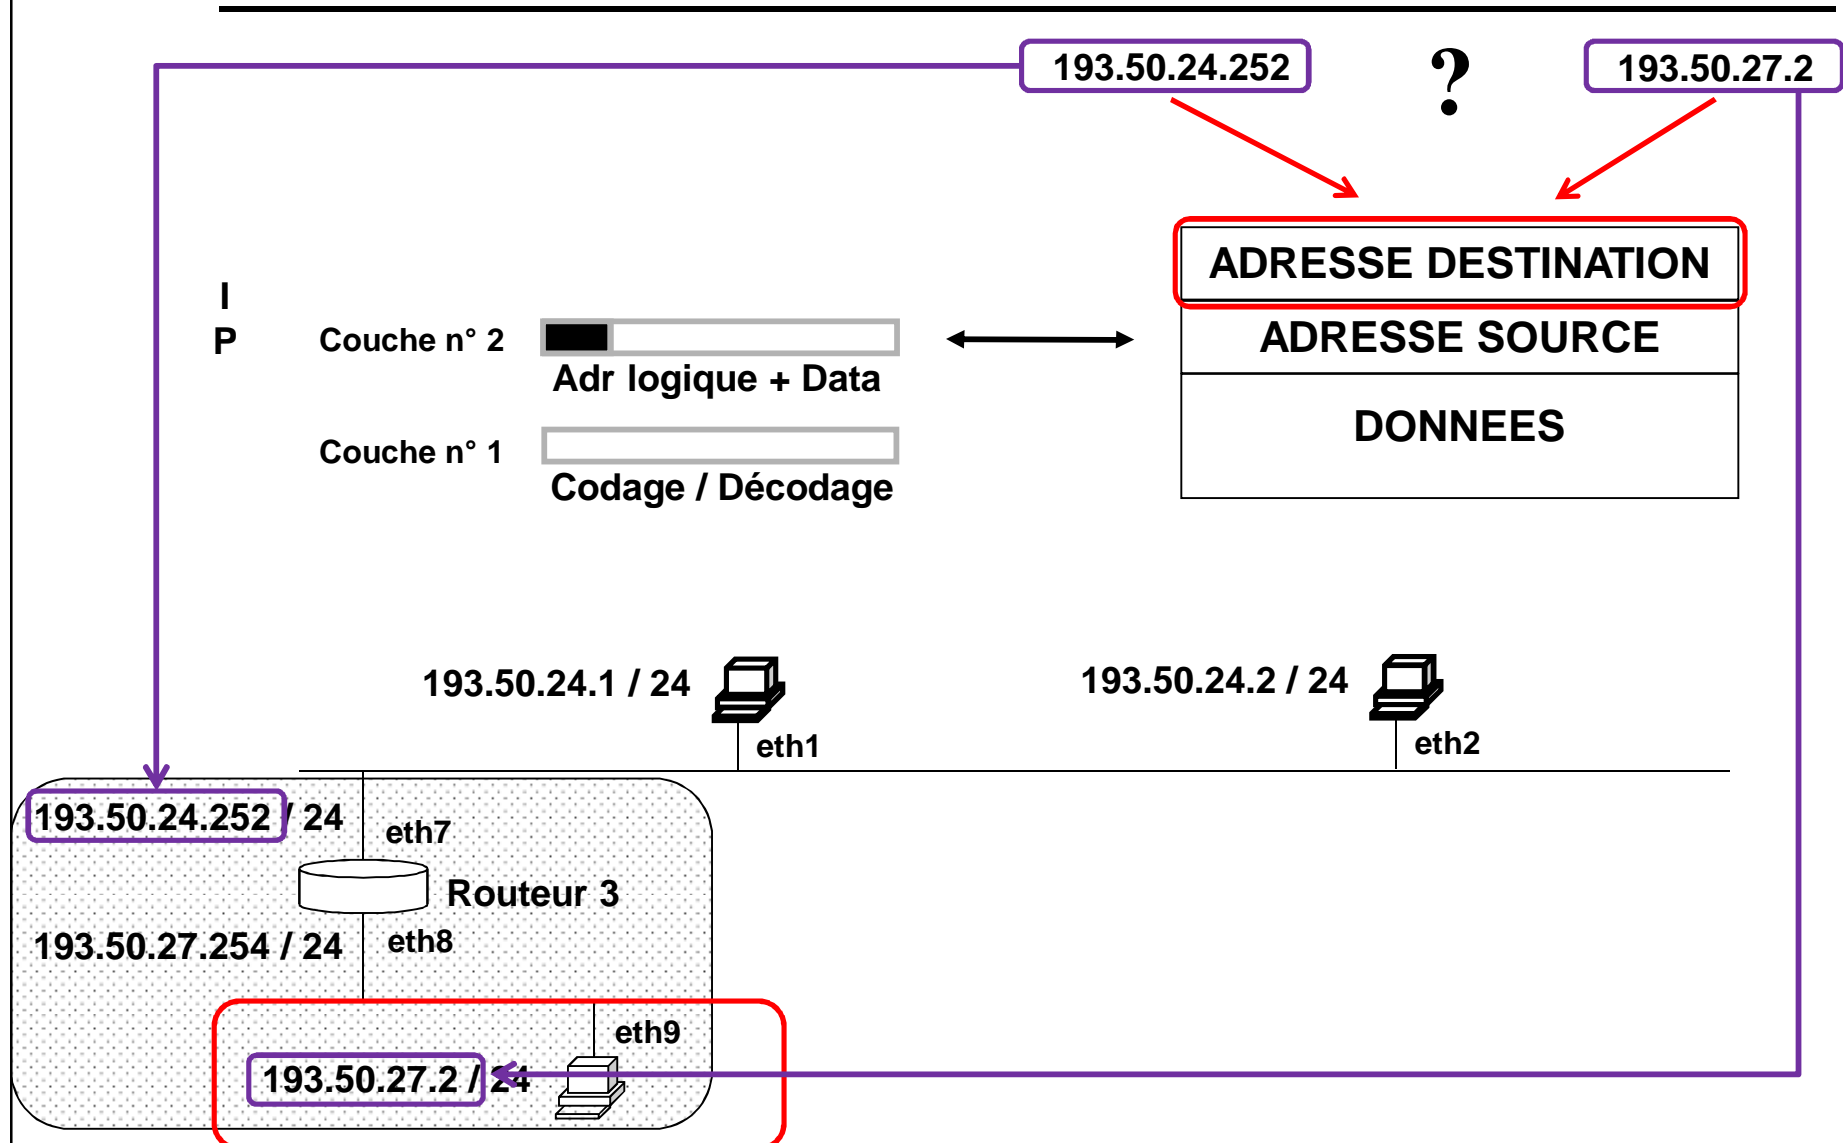 193.50.24.252
?
193.50.27.2
ADRESSE DESTINATION
I
P
Couche n° 2
ADRESSE SOURCE
Adr logique + Data
DONNEES
Couche n° 1
Codage / Décodage
193.50.24.1 / 24
193.50.24.2 / 24
eth1
eth2
193.50.24.252 / 24
eth7
Routeur 3
193.50.27.254 / 24
eth8
eth9
193.50.27.2 / 24